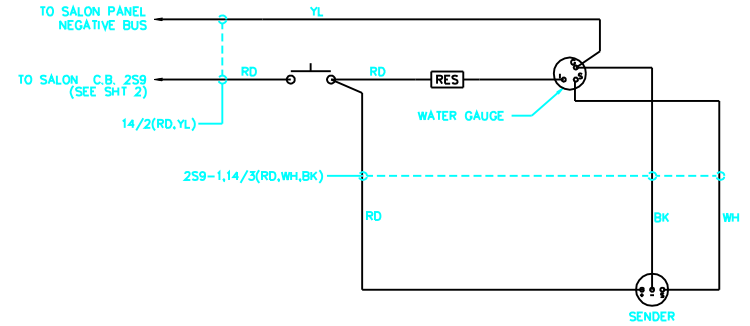 TO SALON PANEL
NEGATIVE BUS
YL
TO SALON C.B. 2S9
(SEE SHT 2)
RD
RD
RES
G
I
S
14/2(RD,YL)
WATER GAUGE
2S9-1,14/3(RD,WH,BK)
RD
BK
WH
+ - S
SENDER